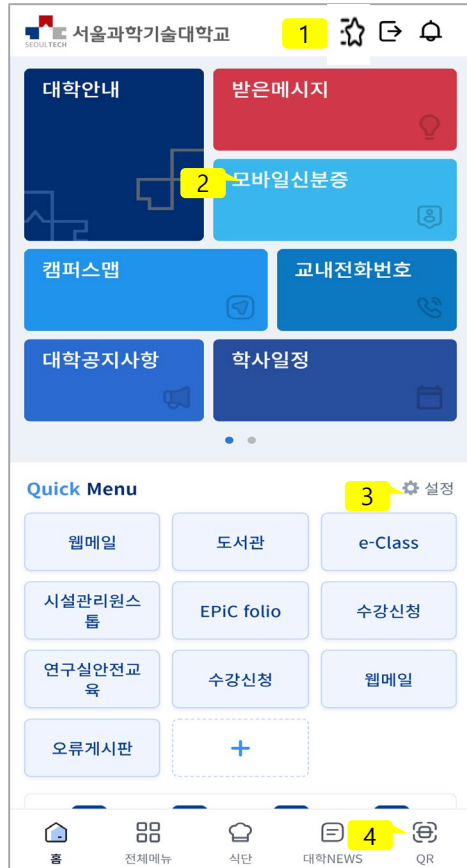 서울과학기술대학교
SEOULTECH
1
대학안내
받은메시지
2
모바일신분증
캠퍼스맵
교내전화번호
대학공지사항
학사일정
Quick Menu
3
설정
웹메일
도서관
e-Class
시설관리원스
톱
EPiC folio
수강신청
연구실안전교
육
수강신청
웹메일
오류게시판
+
4
홈
전체메뉴
식단
대학NEWS
QR